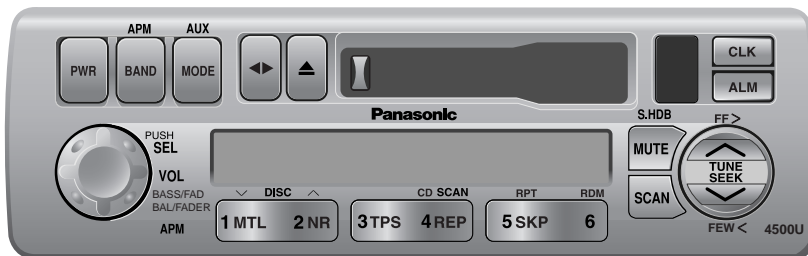 APM AUX
PWR BAND MODE
CLK
ALM
Panasonic
S.HDB FF>
PUSH
SEL
VOL
BASS/FAD
BAL/FADER
APM
MUTE
SCAN
TUNE
SEEK
DISC CD SCAN RPT RDM
1 MTL 2 NR 3 TPS 4 REP 5 SKP 6
FEW< 4500U